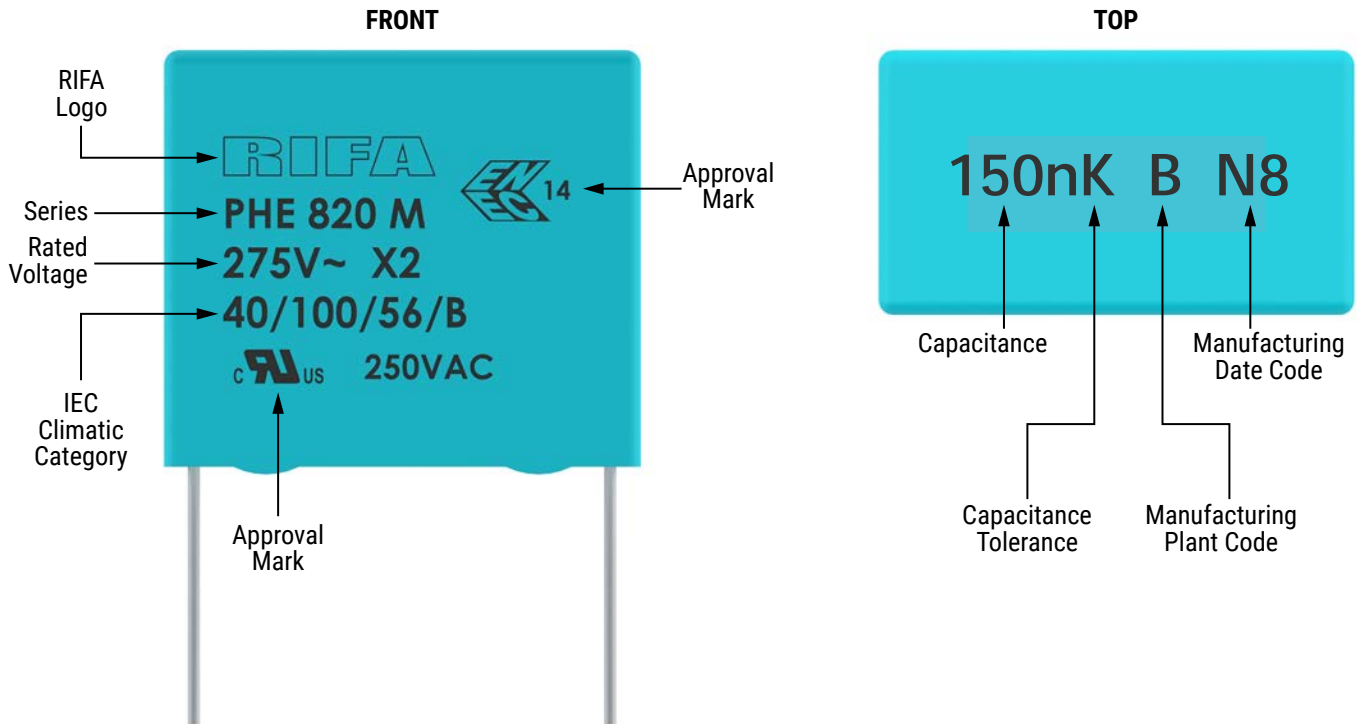 FRONT
RIFA
Logo
RIFA
Series
PHE 820 M
14
Approval
Mark
Rated
Voltage
275V~ X2
IEC
Climatic
Category
40/100/56/B
C RU US 250VAC
Approval
Mark
TOP
150nK B N8
Capacitance
Manufacturing
Date Code
Capacitance
Tolerance
Manufacturing
Plant Code